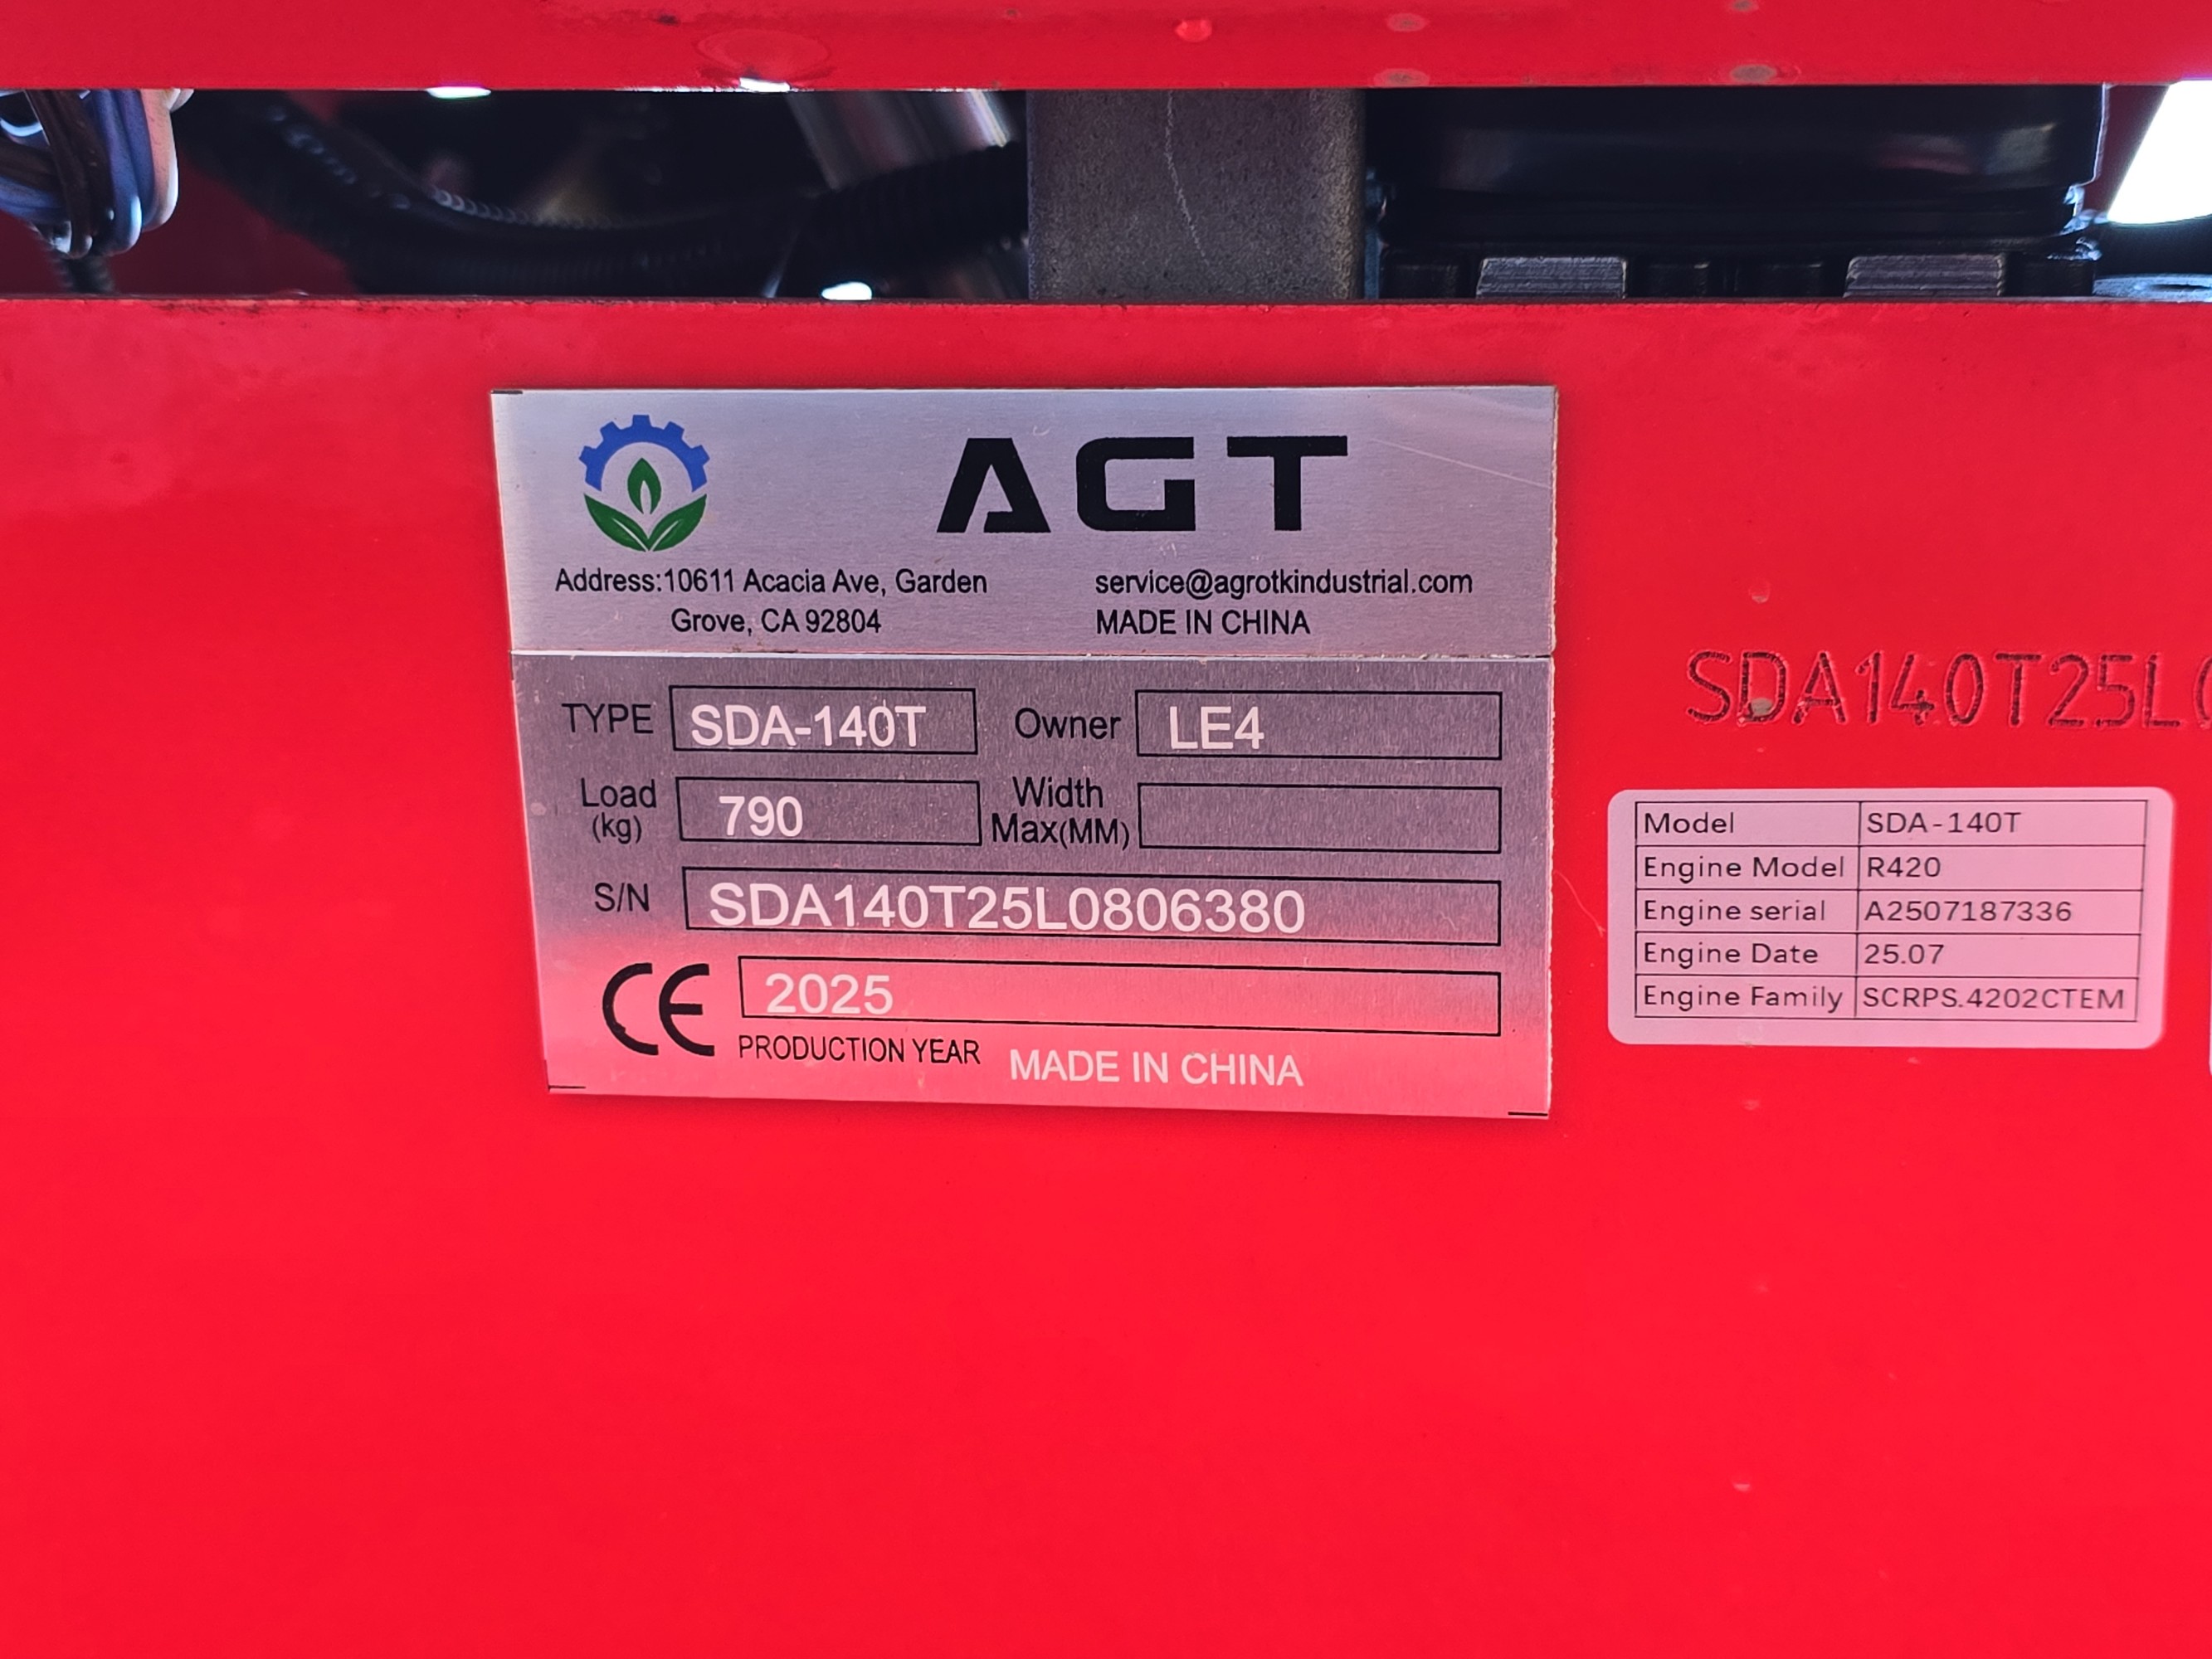 AGT
Address:10611 Acacia Ave, Garden
Grove, CA 92804
service@agrotkindustrial.com
MADE IN CHINA
TYPE SDA-140T Owner LE4
Load (kg) 790 Width Max(MM)
S/N SDA140T25L0806380
CE 2025
PRODUCTION YEAR MADE IN CHINA
SDA140T25L
Model SDA-140T
Engine Model R420
Engine serial A2507187336
Engine Date 25.07
Engine Family SCRPS.4202CTEM